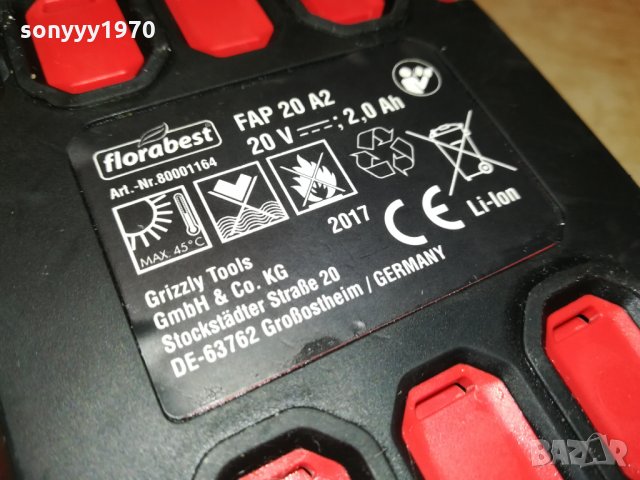 sonyyy1970
florabest
FAP 20 A2
20 V ⎓; 2,0 Ah
Art.-Nr.80001164
MAX. 45°C
2017
CE
Li-Ion
Grizzly Tools
GmbH & Co. KG
Stockstädter Straße 20
DE-63762 Großostheim / GERMANY
BAZAR